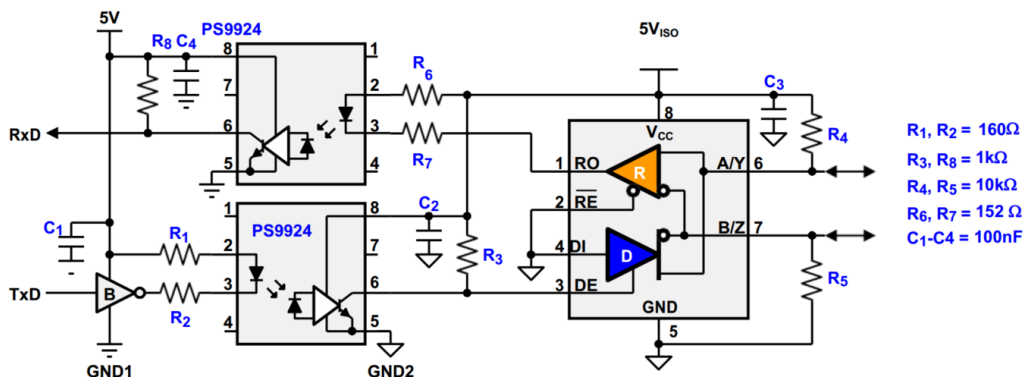 5V
PS9924
R8 C4
8
1
7
2
6
3
5
4
RxD
R6
R7
5VISO
C3
8
VCC
R4
1 RO
R
A/Y 6
2 RE
4 DI
D
B/Z 7
3 DE
GND
5
R5
R1, R2 = 160Ω
R3, R8 = 1kΩ
R4, R5 = 10kΩ
R6, R7 = 152 Ω
C1-C4 = 100nF
C1
TxD
B
R1
R2
GND1
PS9924
1
8
2
7
3
6
4
5
C2
R3
GND2